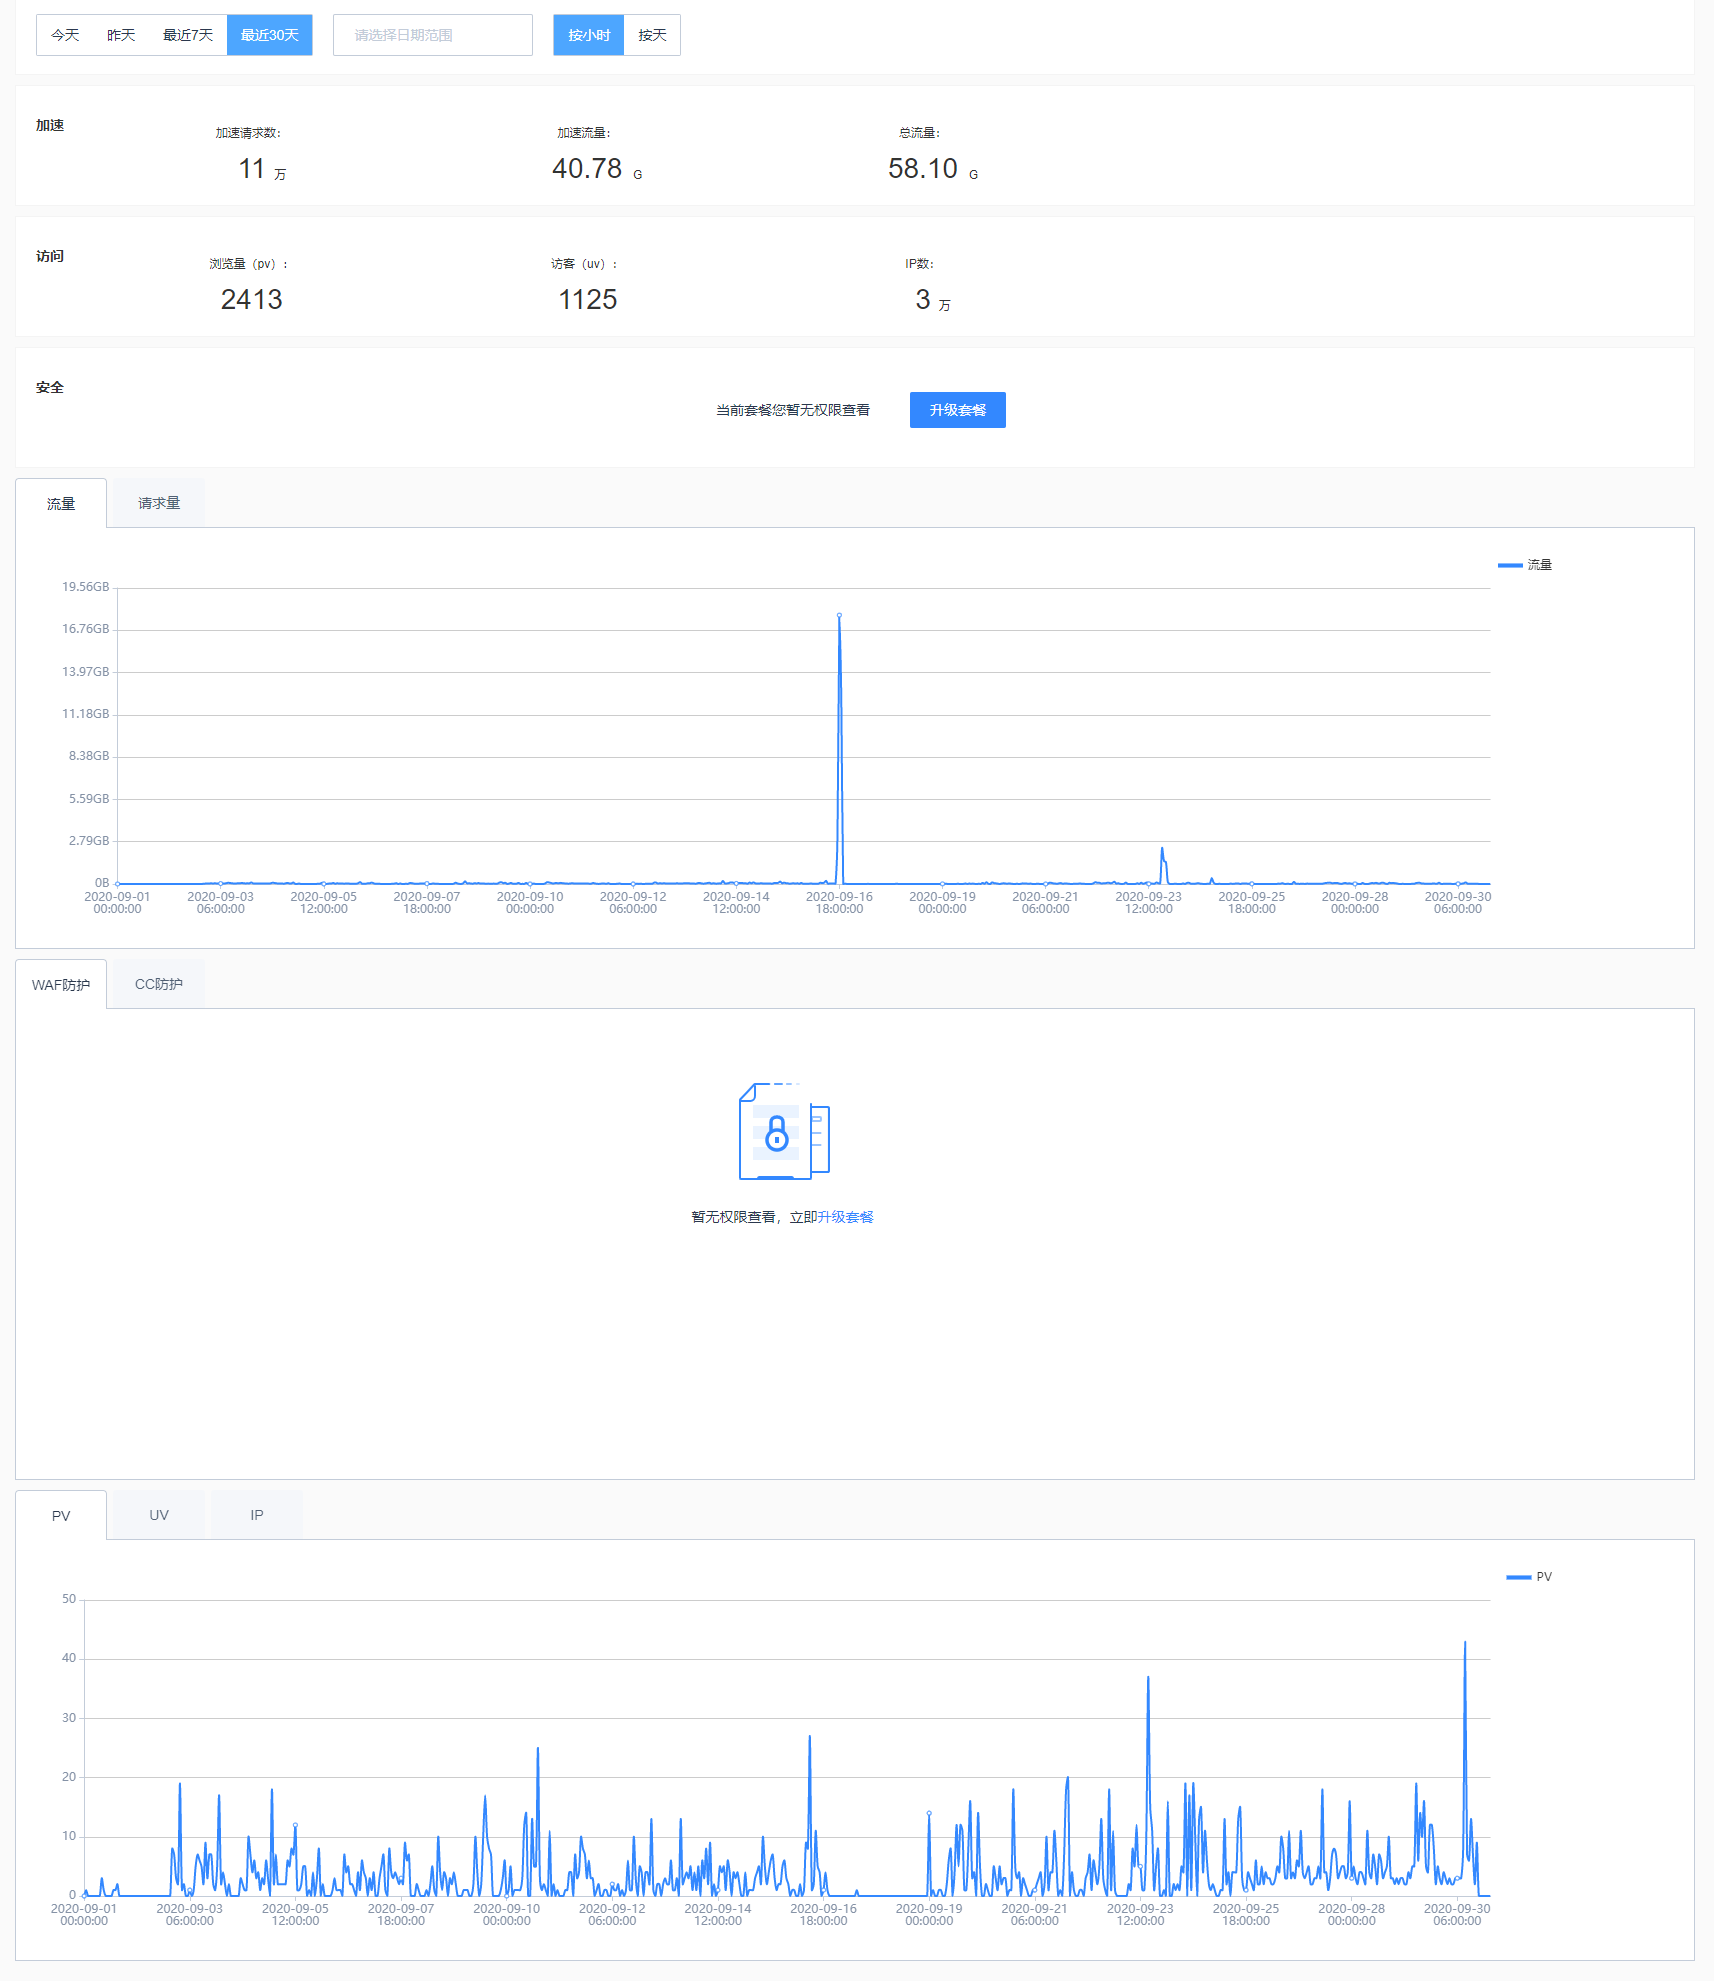 今天 昨天 最近7天 最近30天 请选择日期范围 按小时 按天
加速 加速请求数： 加速流量： 总流量：
11 万 40.78 G 58.10 G
访问 浏览量（pv）： 访客（uv）： IP数：
2413 1125 3 万
安全
当前套餐您暂无权限查看 升级套餐
流量 请求量
流量
19.56GB
16.76GB
13.97GB
11.18GB
8.38GB
5.59GB
2.79GB
0B
2020-09-01 2020-09-03 2020-09-05 2020-09-07 2020-09-10 2020-09-12 2020-09-14 2020-09-16 2020-09-19 2020-09-21 2020-09-23 2020-09-25 2020-09-28 2020-09-30
00:00:00 06:00:00 12:00:00 18:00:00 00:00:00 06:00:00 12:00:00 18:00:00 00:00:00 06:00:00 12:00:00 18:00:00 00:00:00 06:00:00
WAF防护 CC防护
暂无权限查看，立即升级套餐
PV UV IP
PV
50
40
30
20
10
0
2020-09-01 2020-09-03 2020-09-05 2020-09-07 2020-09-10 2020-09-12 2020-09-14 2020-09-16 2020-09-19 2020-09-21 2020-09-23 2020-09-25 2020-09-28 2020-09-30
00:00:00 06:00:00 12:00:00 18:00:00 00:00:00 06:00:00 12:00:00 18:00:00 00:00:00 06:00:00 12:00:00 18:00:00 00:00:00 06:00:00